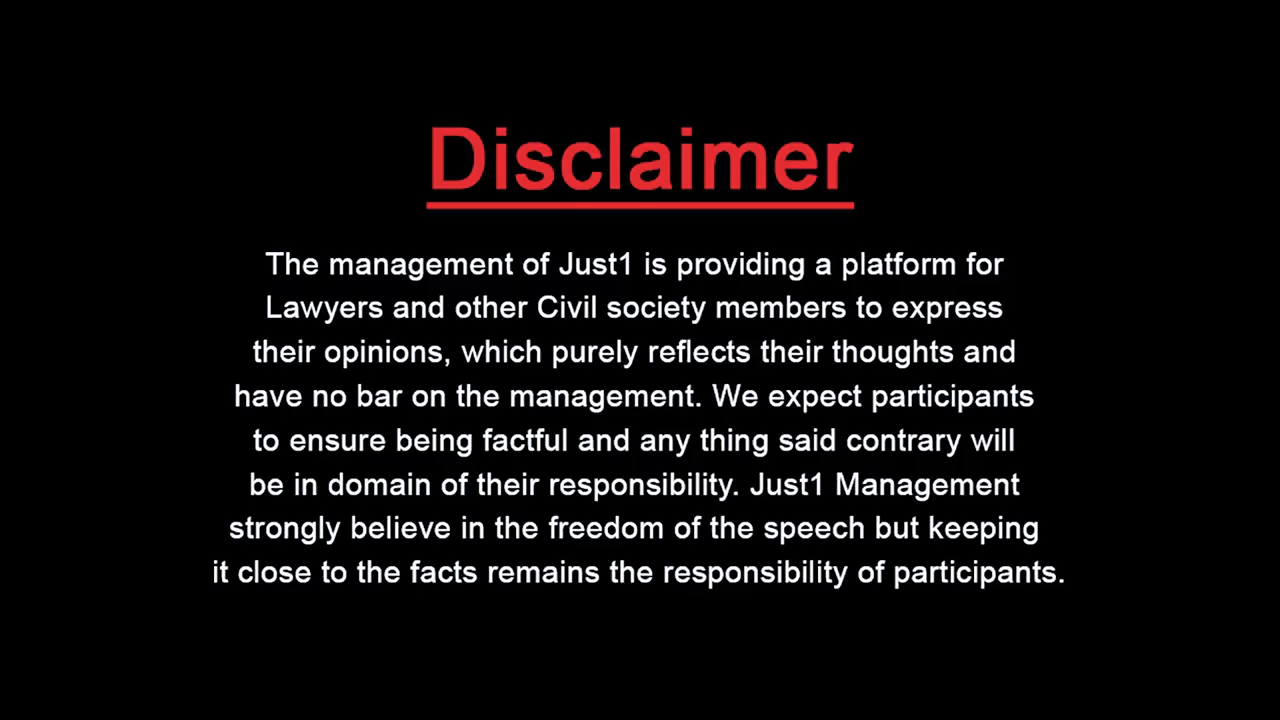 Disclaimer
The management of Just1 is providing a platform for
Lawyers and other Civil society members to express
their opinions, which purely reflects their thoughts and
have no bar on the management. We expect participants
to ensure being factful and any thing said contrary will
be in domain of their responsibility. Just1 Management
strongly believe in the freedom of the speech but keeping
it close to the facts remains the responsibility of participants.